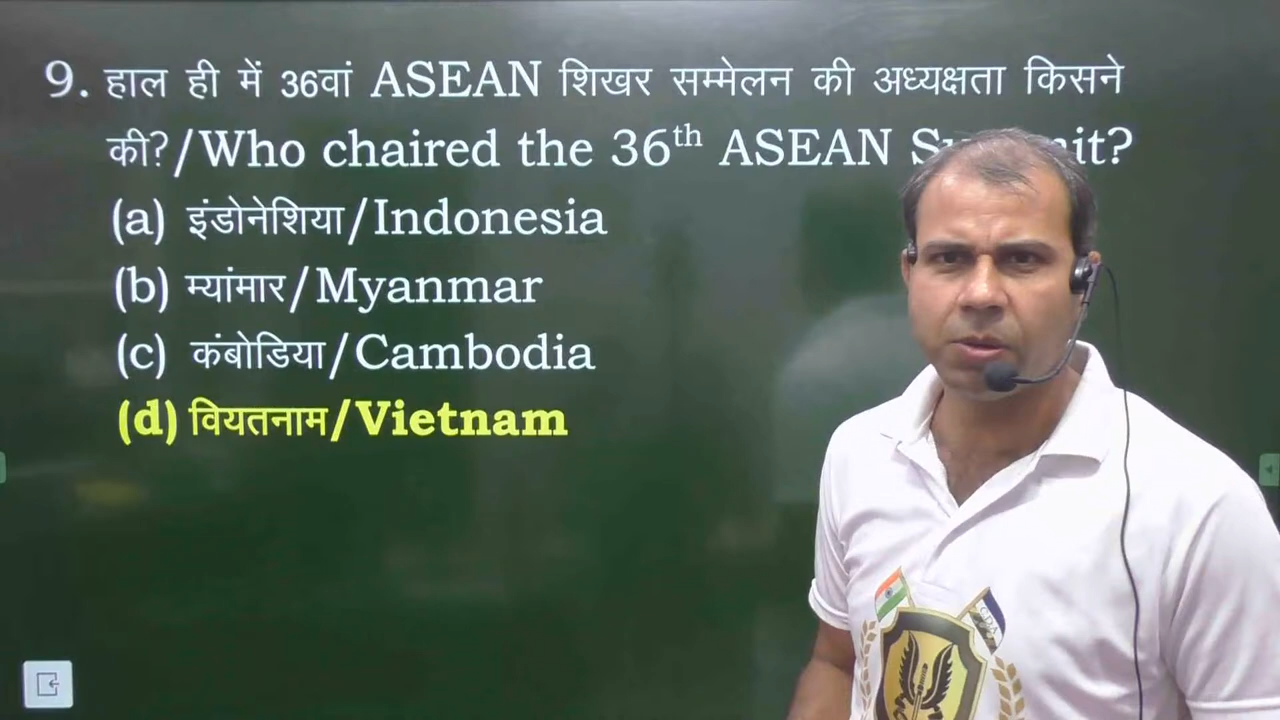 9. हाल ही में 36वां ASEAN शिखर सम्मेलन की अध्यक्षता किसने
की?/Who chaired the 36th ASEAN
(a) इंडोनेशिया/Indonesia
(b) म्यांमार/Myanmar
(c) कंबोडिया/Cambodia
(d) वियतनाम/Vietnam